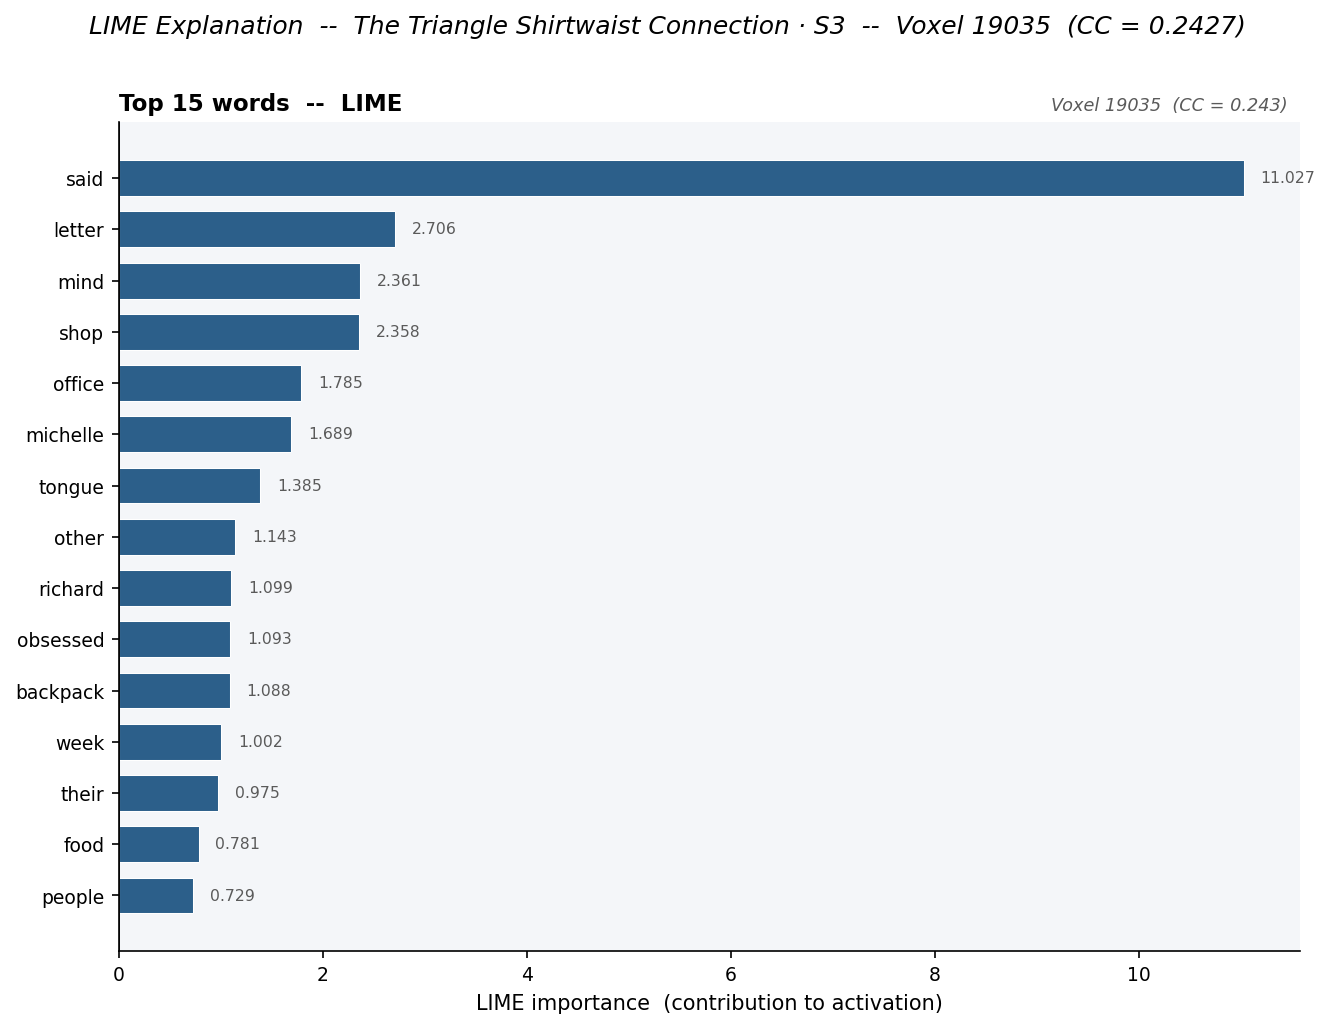 LIME Explanation -- The Triangle Shirtwaist Connection · S3 -- Voxel 19035 (CC = 0.2427)
Top 15 words -- LIME
Voxel 19035 (CC = 0.243)
said 11.027
letter 2.706
mind 2.361
shop 2.358
office 1.785
michelle 1.689
tongue 1.385
other 1.143
richard 1.099
obsessed 1.093
backpack 1.088
week 1.002
their 0.975
food 0.781
people 0.729
0 2 4 6 8 10
LIME importance (contribution to activation)